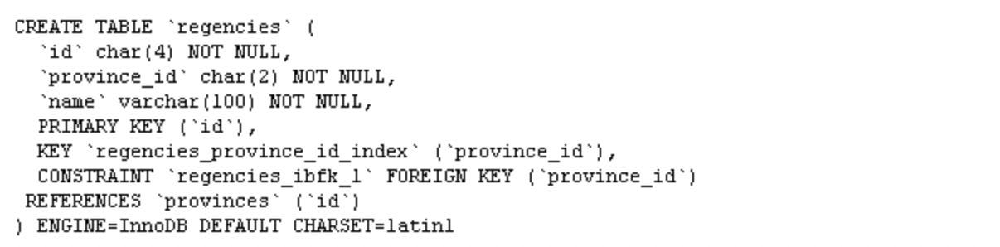 CREATE TABLE `regencies` (
`id` char(4) NOT NULL,
`province_id` char(2) NOT NULL,
`name` varchar(100) NOT NULL,
PRIMARY KEY (`id`),
KEY `regencies_province_id_index` (`province_id`),
CONSTRAINT `regencies_ibfk_1` FOREIGN KEY (`province_id`)
REFERENCES `provinces` (`id`)
) ENGINE=InnoDB DEFAULT CHARSET=latin1